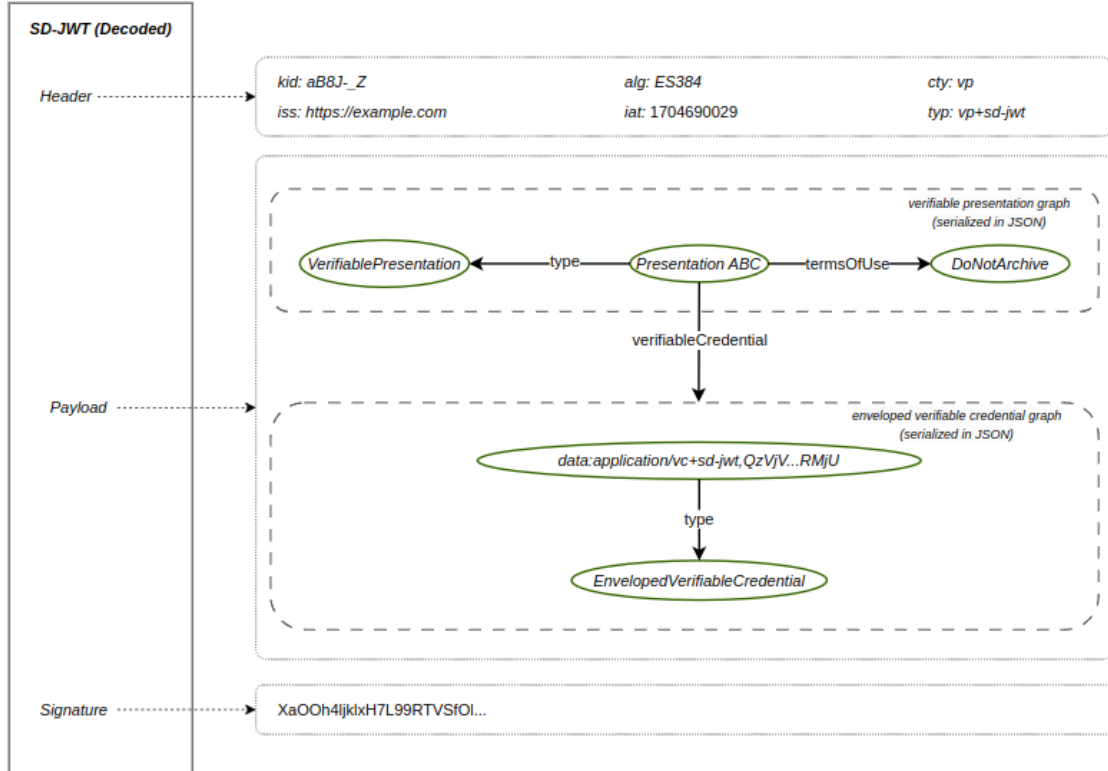 SD-JWT (Decoded)
Header
kid: aB8J-_Z
alg: ES384
cty: vp
iss: https://example.com
iat: 1704690029
typ: vp+sd-jwt
verifiable presentation graph
(serialized in JSON)
VerifiablePresentation
type
Presentation ABC
termsOfUse
DoNotArchive
verifiableCredential
Payload
enveloped verifiable credential graph
(serialized in JSON)
data:application/vc+sd-jwt,QzVjV...RMjU
type
EnvelopedVerifiableCredential
Signature
XaOOh4ljklxH7L99RTVSfOl...